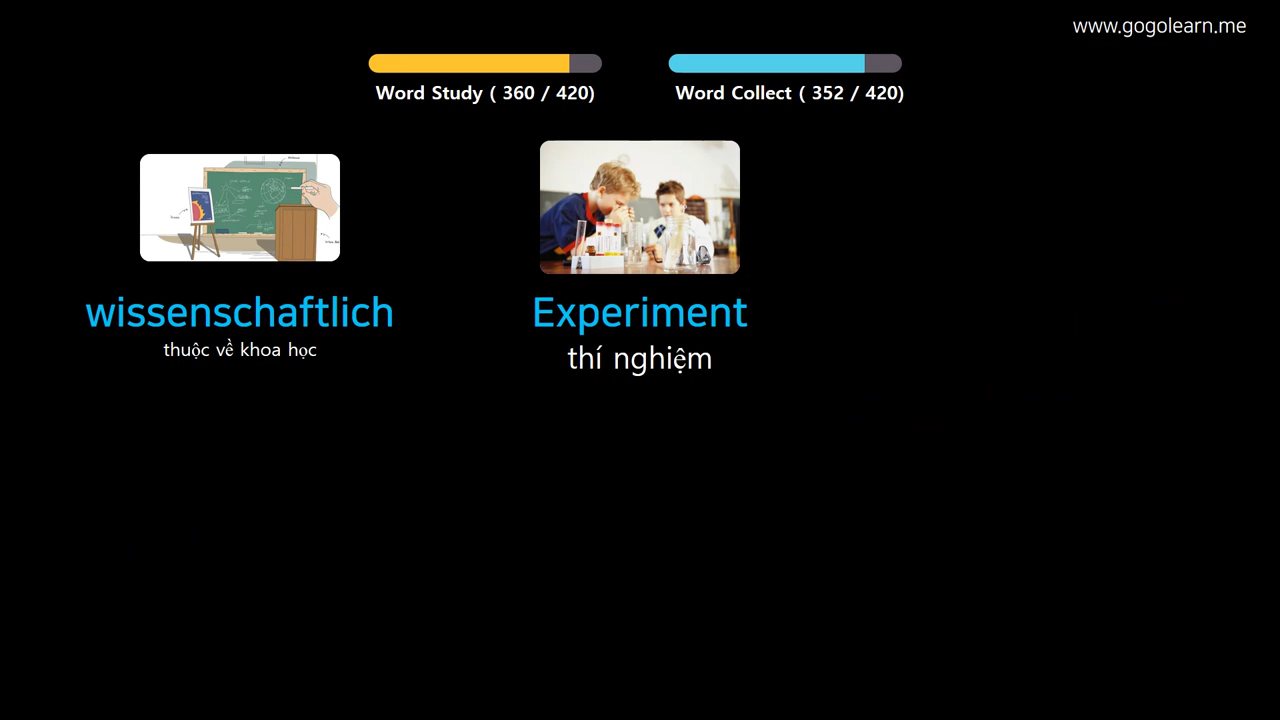 www.gogolearn.me
Word Study ( 360 / 420)
Word Collect ( 352 / 420)
wissenschaftlich
thuộc về khoa học
Experiment
thí nghiệm